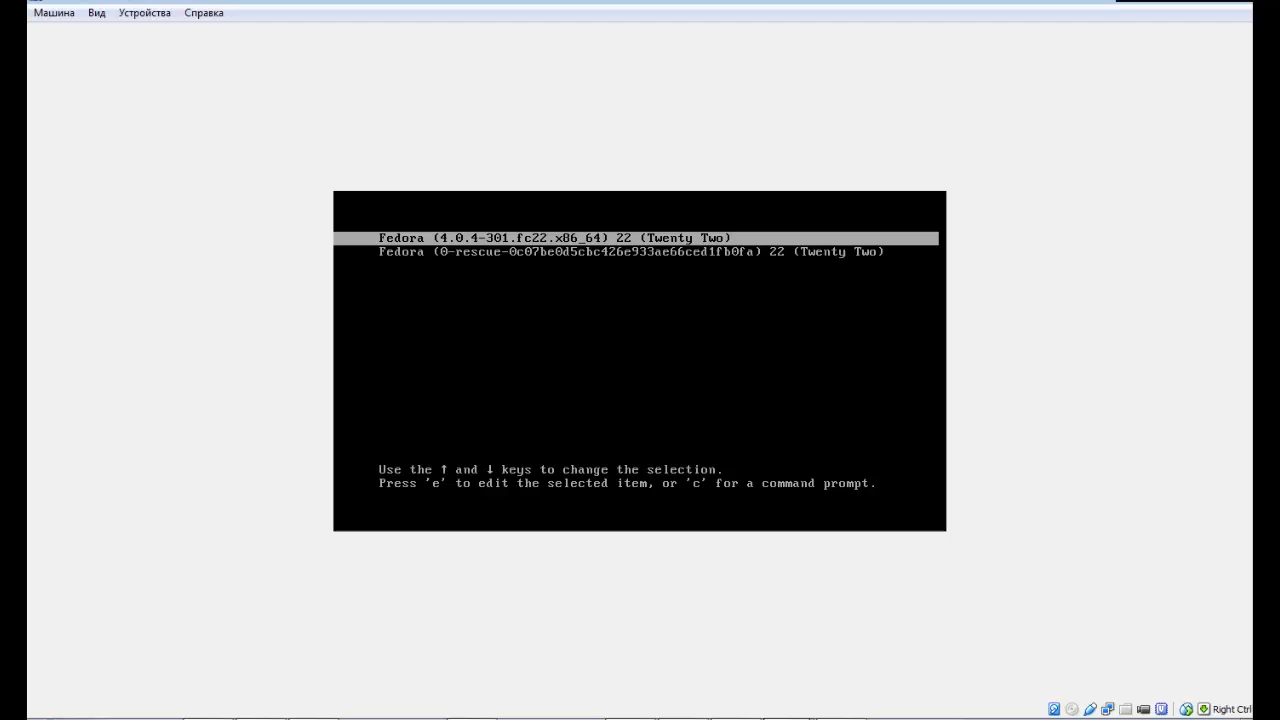 Машина Вид Устройства Справка
Fedora (4.0.4-301.fc22.x86_64) 22 (Twenty Two)
Fedora (0-rescue-0c07be0d5cbc426e933ae66ced1fb0fa) 22 (Twenty Two)
Use the ↑ and ↓ keys to change the selection.
Press 'e' to edit the selected item, or 'c' for a command prompt.
Right Ctrl